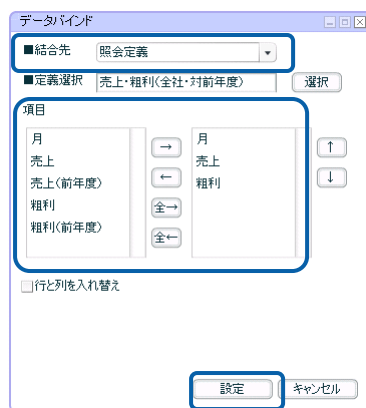 データバインド
■結合先 照会定義
■定義選択 売上・粗利(全社・対前年度) 選択
項目
月
売上
売上(前年度)
粗利
粗利(前年度)
→
←
全→
全←
月
売上
粗利
↑
↓
行と列を入れ替え
設定 キャンセル